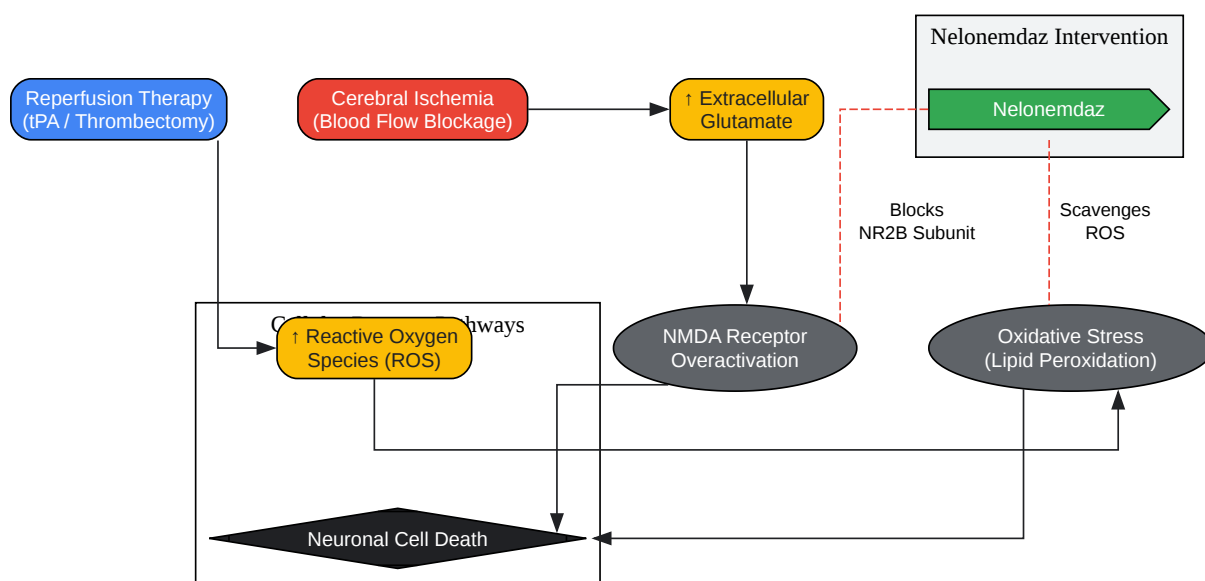 Nelonemdaz Intervention
Reperfusion Therapy
(tPA / Thrombectomy)
Cerebral Ischemia
(Blood Flow Blockage)
↑ Extracellular
Glutamate
Nelonemdaz
Blocks
NR2B Subunit
Scavenges
ROS
↑ Reactive Oxygen
Species (ROS)
NMDA Receptor
Overactivation
Oxidative Stress
(Lipid Peroxidation)
Neuronal Cell Death